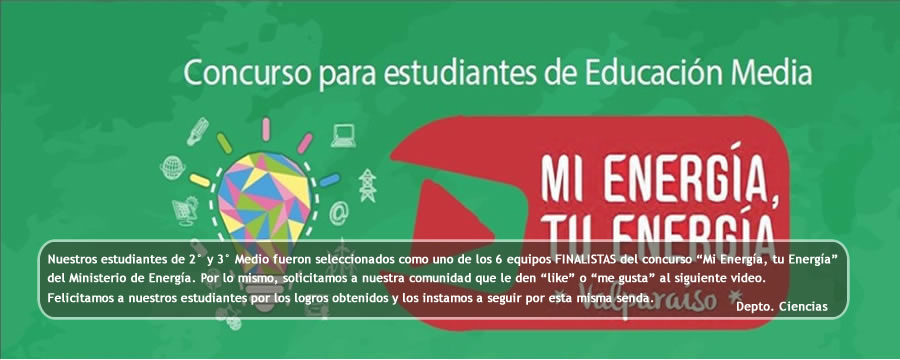 Concurso para estudiantes de Educación Media
MI ENERGÍA,
TU ENERGÍA
Nuestros estudiantes de 2° y 3° Medio fueron seleccionados como uno de los 6 equipos FINALISTAS del concurso “Mi Energía, tu Energía”
del Ministerio de Energía. Por lo mismo, solicitamos a nuestra comunidad que le den “like” o “me gusta” al siguiente video.
Felicitamos a nuestros estudiantes por los logros obtenidos y los instamos a seguir por esta misma senda.
* Valparaíso *
Depto. Ciencias